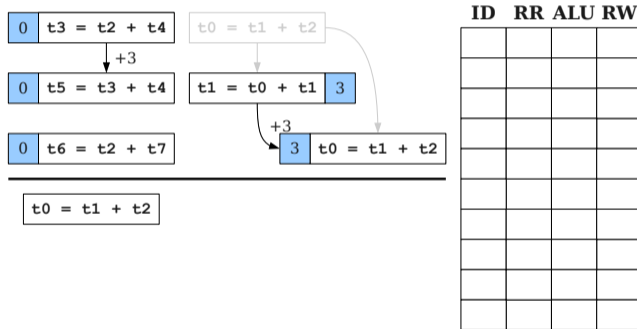 ID RR ALU RW
0 t3 = t2 + t4 t0 = t1 + t2
+3
0 t5 = t3 + t4 t1 = t0 + t1 3
+3
0 t6 = t2 + t7 3 t0 = t1 + t2
t0 = t1 + t2